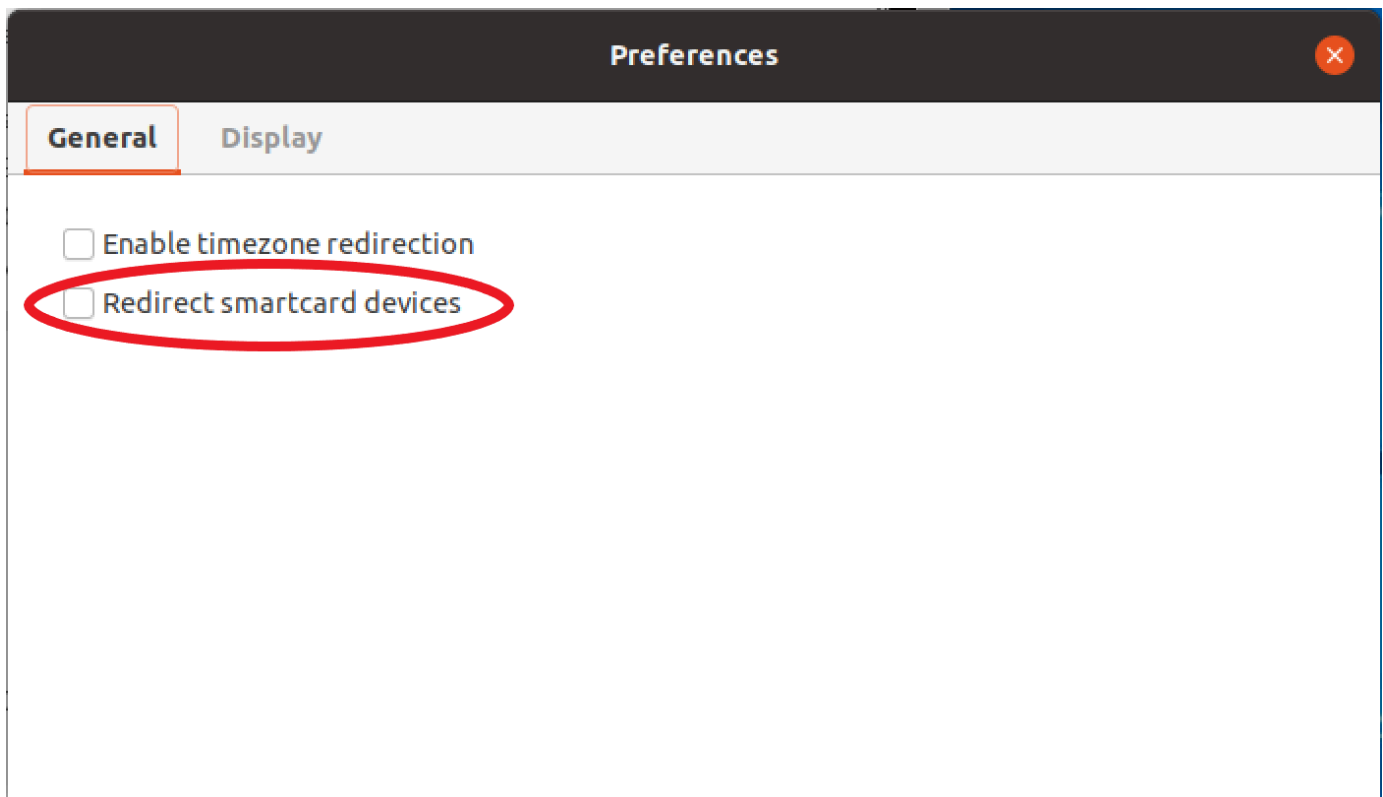 Preferences
General Display
Enable timezone redirection
Redirect smartcard devices